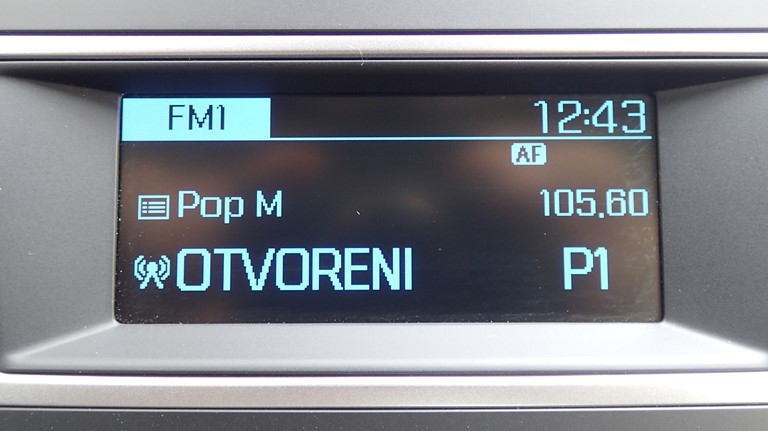 FM1 12:43
AF
Pop M 105.60
OTVORENI P1